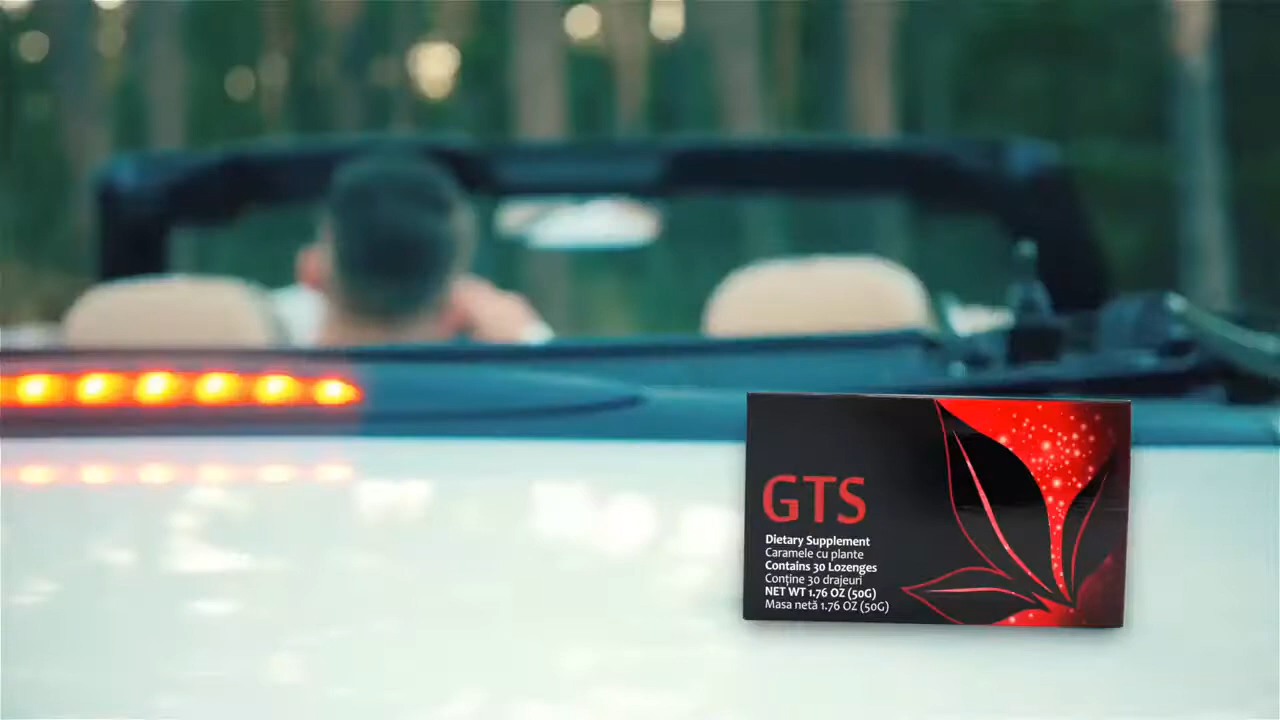 GTS
Dietary Supplement
Caramele cu plante
Contains 30 Lozenges
Conține 30 drajeuri
NET WT 1.76 OZ (50G)
Masa netă 1.76 OZ (50G)